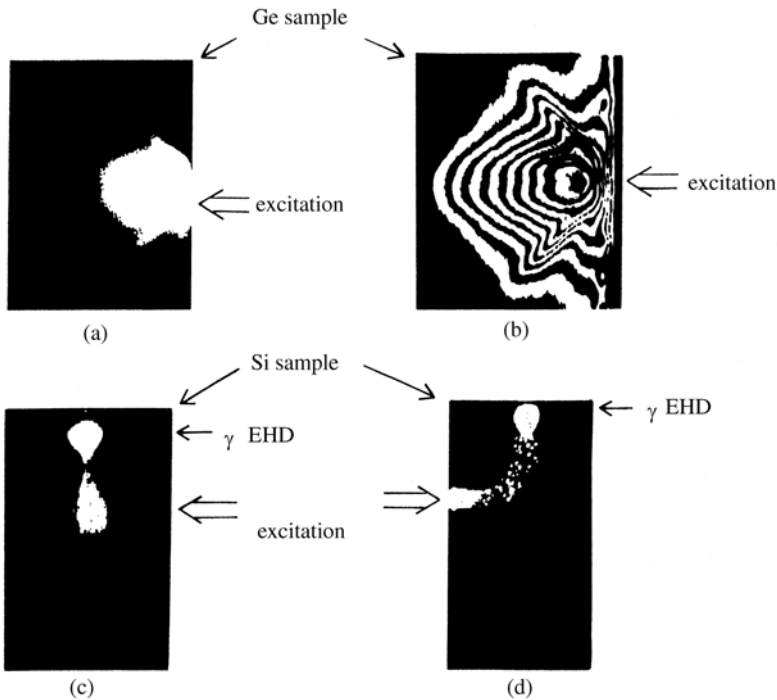 Ge sample
excitation
excitation
(a)
(b)
Si sample
γ EHD
γ EHD
excitation
(c)
(d)